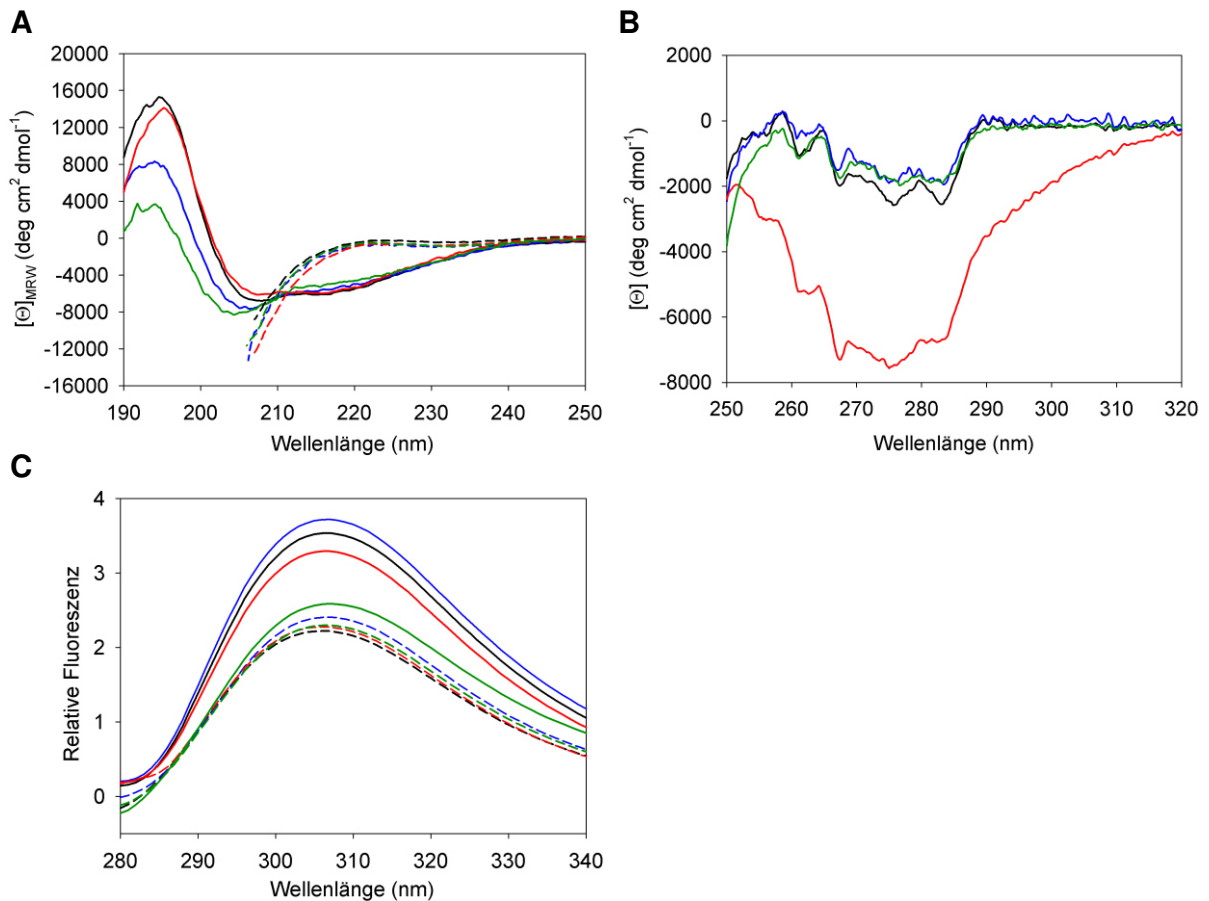 A
20000
16000
12000
8000
4000
0
-4000
-8000
-12000
-16000
[Θ]MRW (deg cm² dmol⁻¹)
190 200 210 220 230 240 250
Wellenlänge (nm)
B
2000
0
-2000
-4000
-6000
-8000
[Θ] (deg cm² dmol⁻¹)
250 260 270 280 290 300 310 320
Wellenlänge (nm)
C
4
3
2
1
0
Relative Fluoreszenz
280 290 300 310 320 330 340
Wellenlänge (nm)